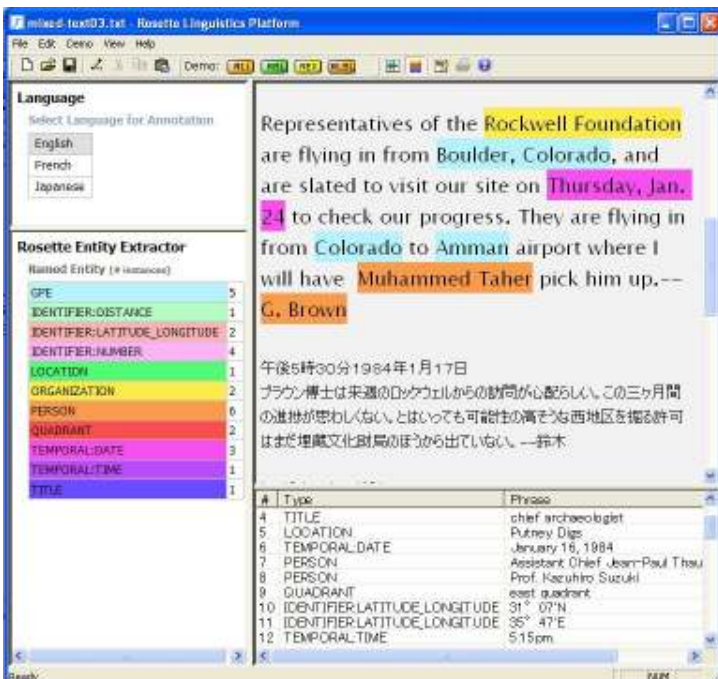 mixed-text03.txt - Rosette Linguistics Platform
File Edit Demo View Help
Demo:
Language
Select Language for Annotation
English
French
Japanese
Rosette Entity Extractor
Named Entity (# instances)
GPE 5
IDENTIFIER:DISTANCE 1
IDENTIFIER:LATITUDE_LONGITUDE 2
IDENTIFIER:NUMBER 4
LOCATION 1
ORGANIZATION 2
PERSON 6
QUADRANT 2
TEMPORAL:DATE 3
TEMPORAL:TIME 1
TITLE 1
Representatives of the Rockwell Foundation
are flying in from Boulder, Colorado, and
are slated to visit our site on Thursday, Jan.
24 to check our progress. They are flying in
from Colorado to Amman airport where I
will have Muhammed Taher pick him up.--
G. Brown
午後5時30分1984年1月17日
ブラウン博士は来週のロックウェルからの訪問が心配らしい。この三ヶ月間
の進捗が思わしくない。とはいっても可能性の高そうな西地区を掘る許可
はまだ埋蔵文化財局のほうから出ていない。--鈴木
# Type Phrase
4 TITLE chief archaeologist
5 LOCATION Putney Digs
6 TEMPORAL:DATE January 16, 1984
7 PERSON Assistant Chief Jean-Paul Thau
8 PERSON Prof. Kazuhiro Suzuki
9 QUADRANT east quadrant
10 IDENTIFIER:LATITUDE_LONGITUDE 31° 07'N
11 IDENTIFIER:LATITUDE_LONGITUDE 35° 47'E
12 TEMPORAL:TIME 5:15pm
Ready NUM